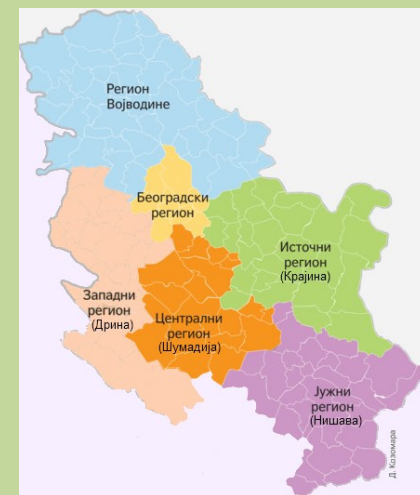 Регион
Војводине
Београдски
регион
Источни
регион
(Крајина)
Западни
регион
(Дрина)
Централни
регион
(Шумадија)
Јужни
регион
(Нишава)
Д. Козомара